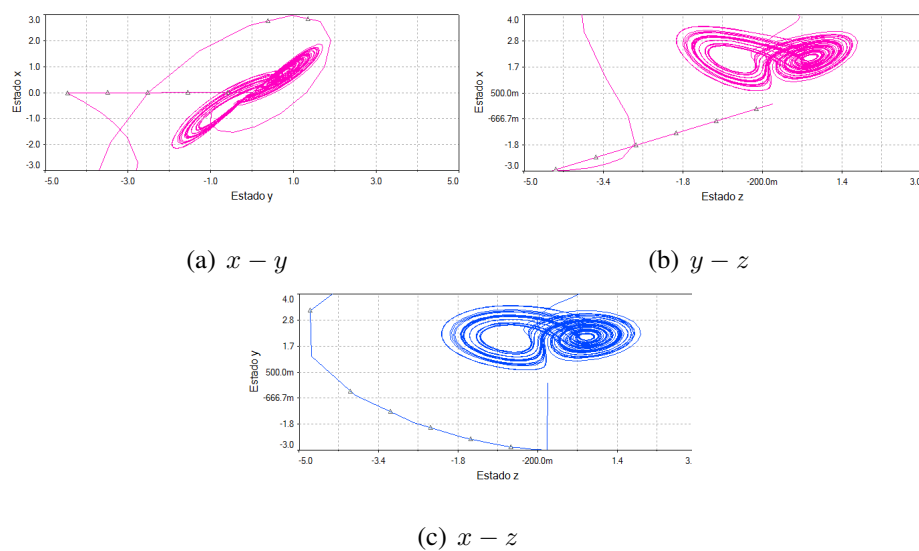 3.0
2.0
1.0
0.0
-1.0
-2.0
-3.0
Estado x
-5.0 -3.0 -1.0 1.0 3.0 5.0
Estado y
4.0
2.8
1.7
500.0m
-666.7m
-1.8
-3.0
Estado x
-5.0 -3.4 -1.8 -200.0m 1.4 3.0
Estado z
(a) x − y
(b) y − z
4.0
2.8
1.7
500.0m
-666.7m
-1.8
-3.0
Estado y
-5.0 -3.4 -1.8 -200.0m 1.4 3.
Estado z
(c) x − z